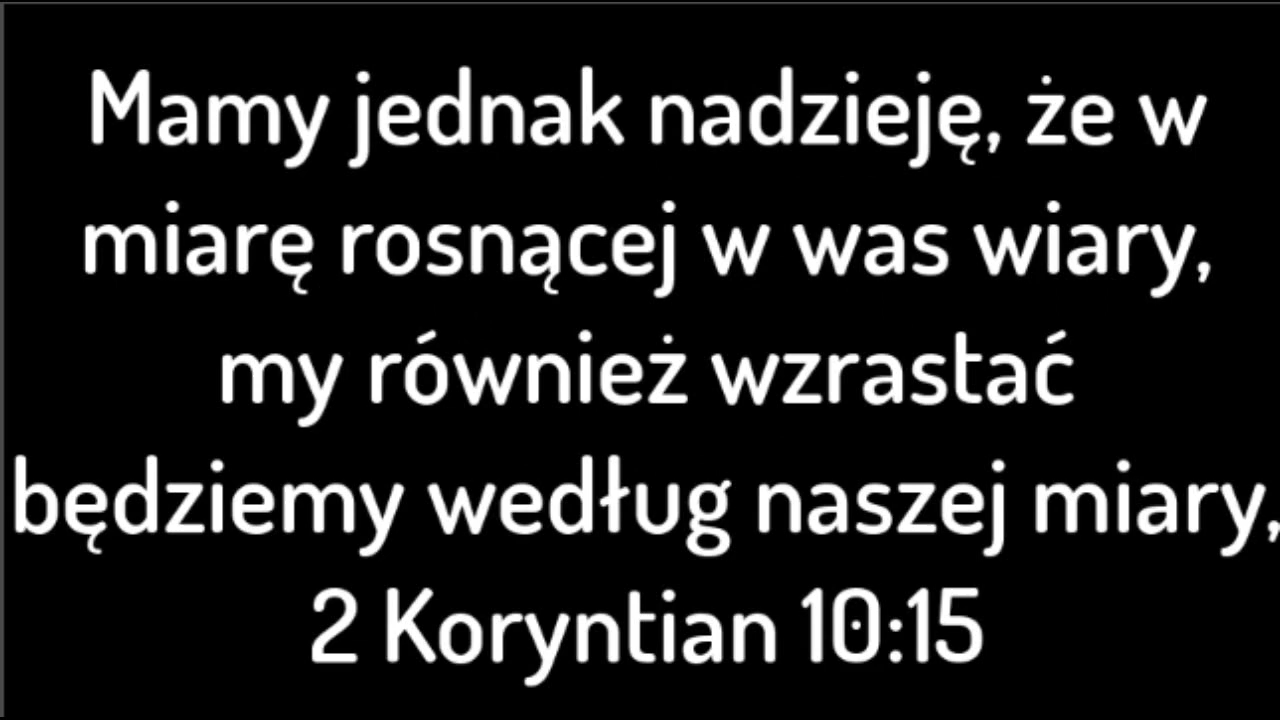 Mamy jednak nadzieję, że w
miarę rosnącej w was wiary,
my również wzrastać
będziemy według naszej miary,
2 Koryntian 10:15